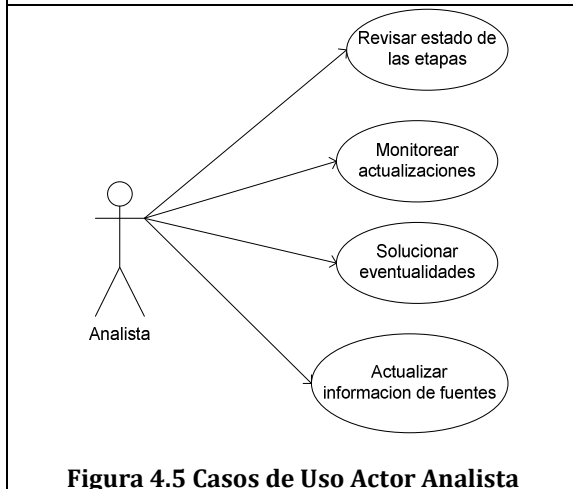 Revisar estado de
las etapas
Monitorear
actualizaciones
Solucionar
eventualidades
Analista
Actualizar
informacion de fuentes
Figura 4.5 Casos de Uso Actor Analista